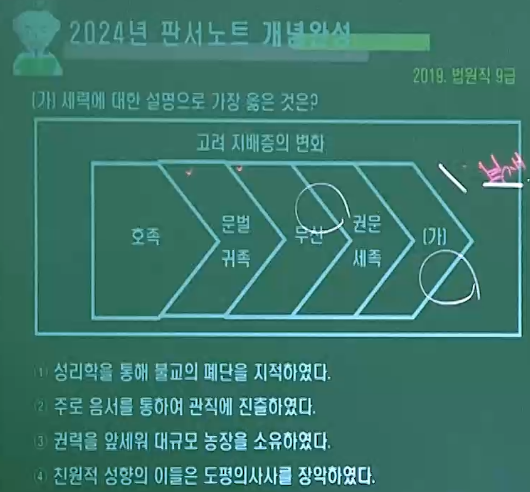 2024년 판서노트 개념완성
2019. 법원직 9급
(가) 세력에 대한 설명으로 가장 옳은 것은?
고려 지배층의 변화
호족
문벌
귀족
무신
권문
세족
(가)
① 성리학을 통해 불교의 폐단을 지적하였다.
② 주로 음서를 통하여 관직에 진출하였다.
③ 권력을 앞세워 대규모 농장을 소유하였다.
④ 친원적 성향의 이들은 도평의사사를 장악하였다.